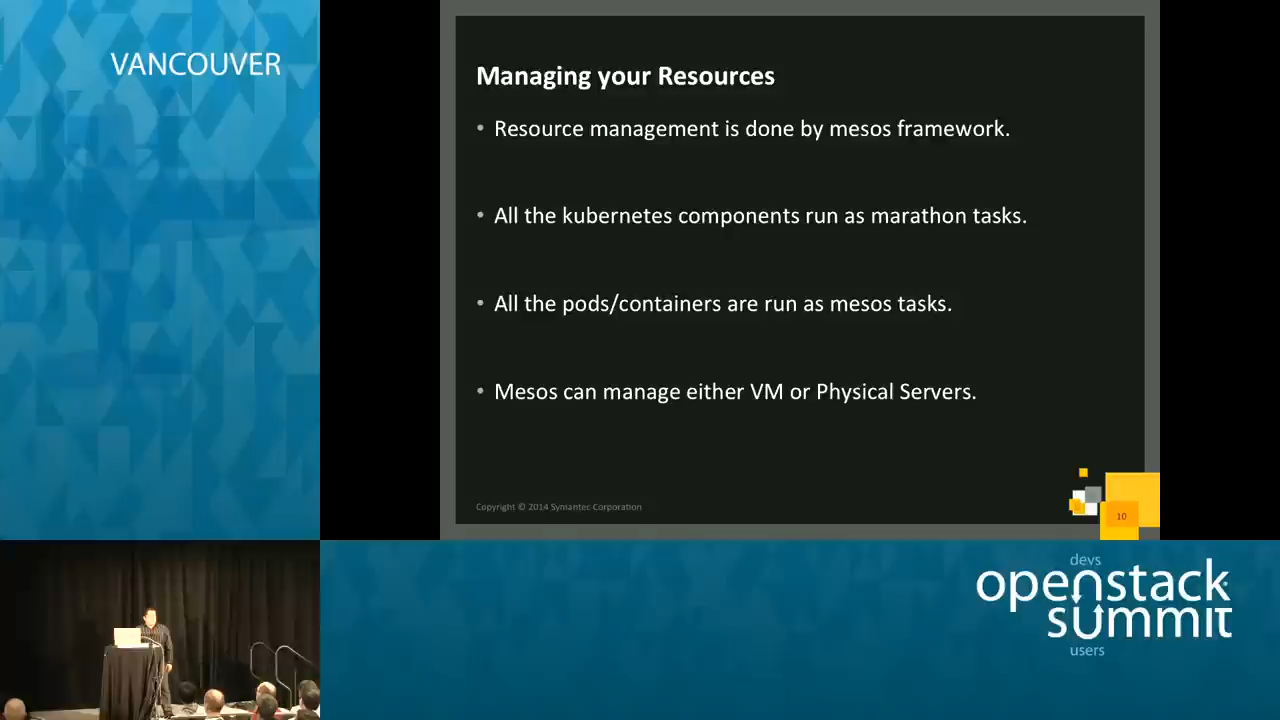 VANCOUVER
Managing your Resources
• Resource management is done by mesos framework.
• All the kubernetes components run as marathon tasks.
• All the pods/containers are run as mesos tasks.
• Mesos can manage either VM or Physical Servers.
Copyright © 2014 Symantec Corporation
10
devs
openstack
summit
users